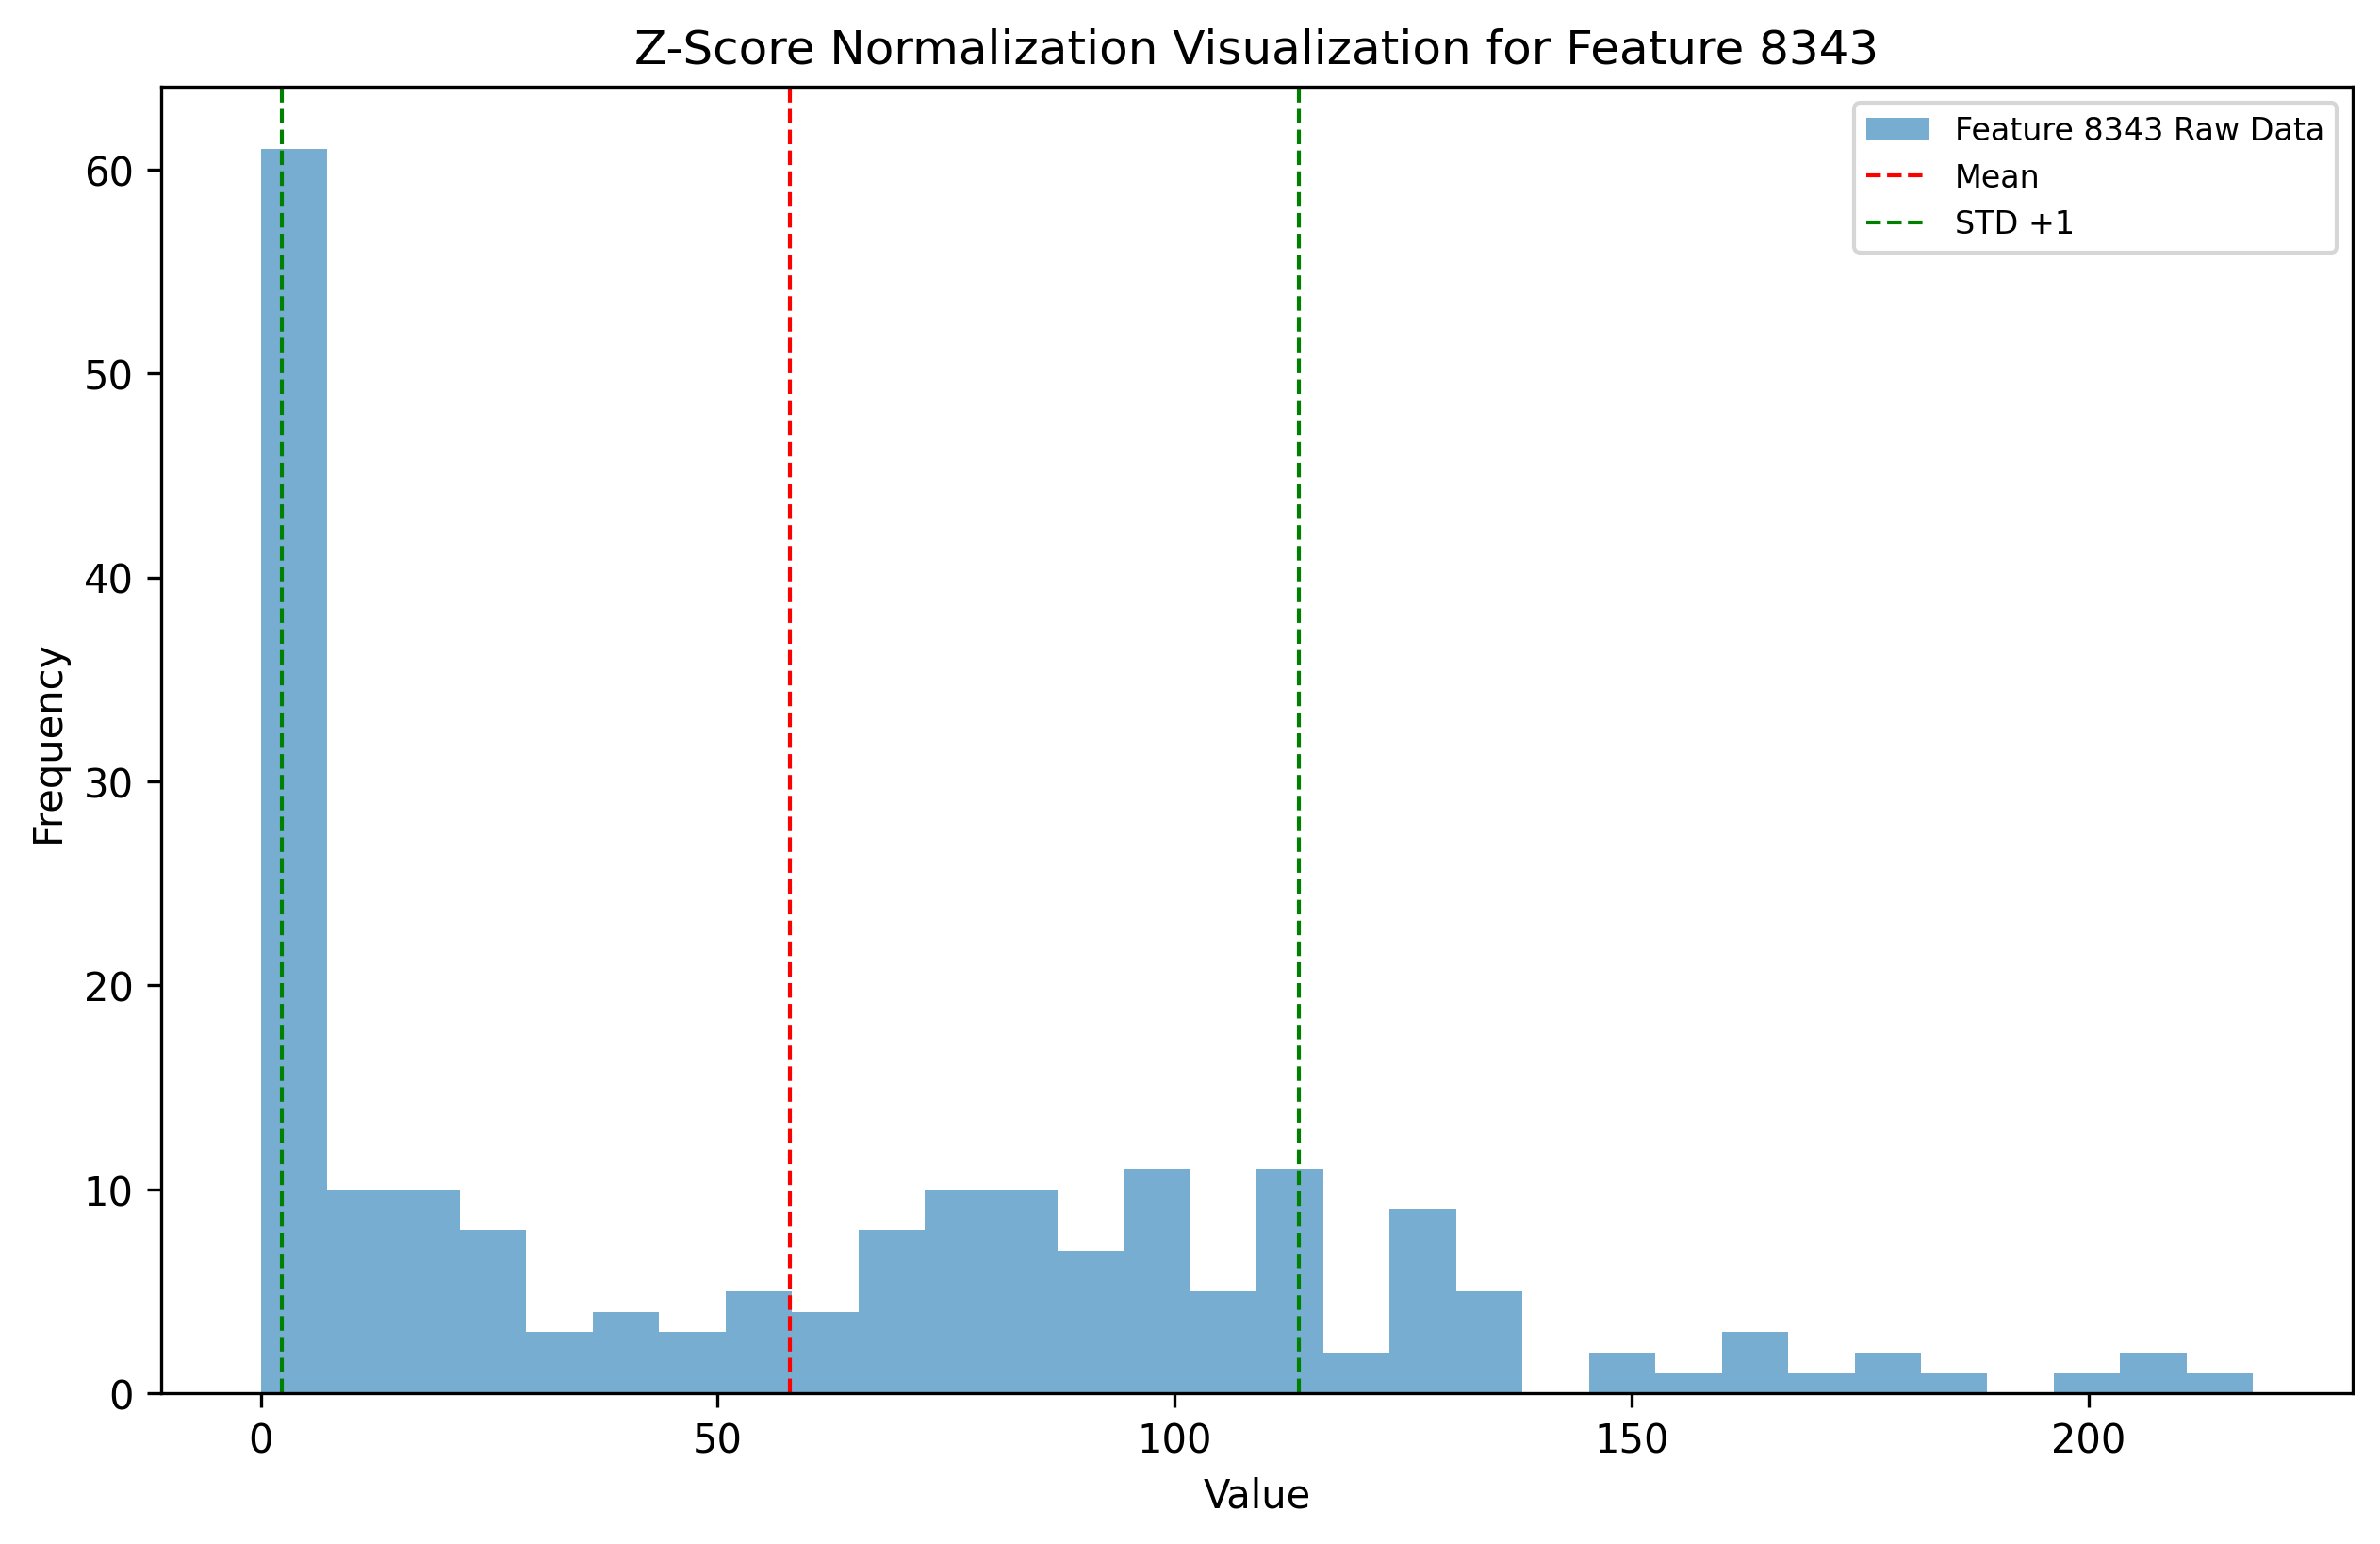 Z-Score Normalization Visualization for Feature 8343
Feature 8343 Raw Data
Mean
STD +1
60
50
40
30
20
10
0
Frequency
0 50 100 150 200
Value